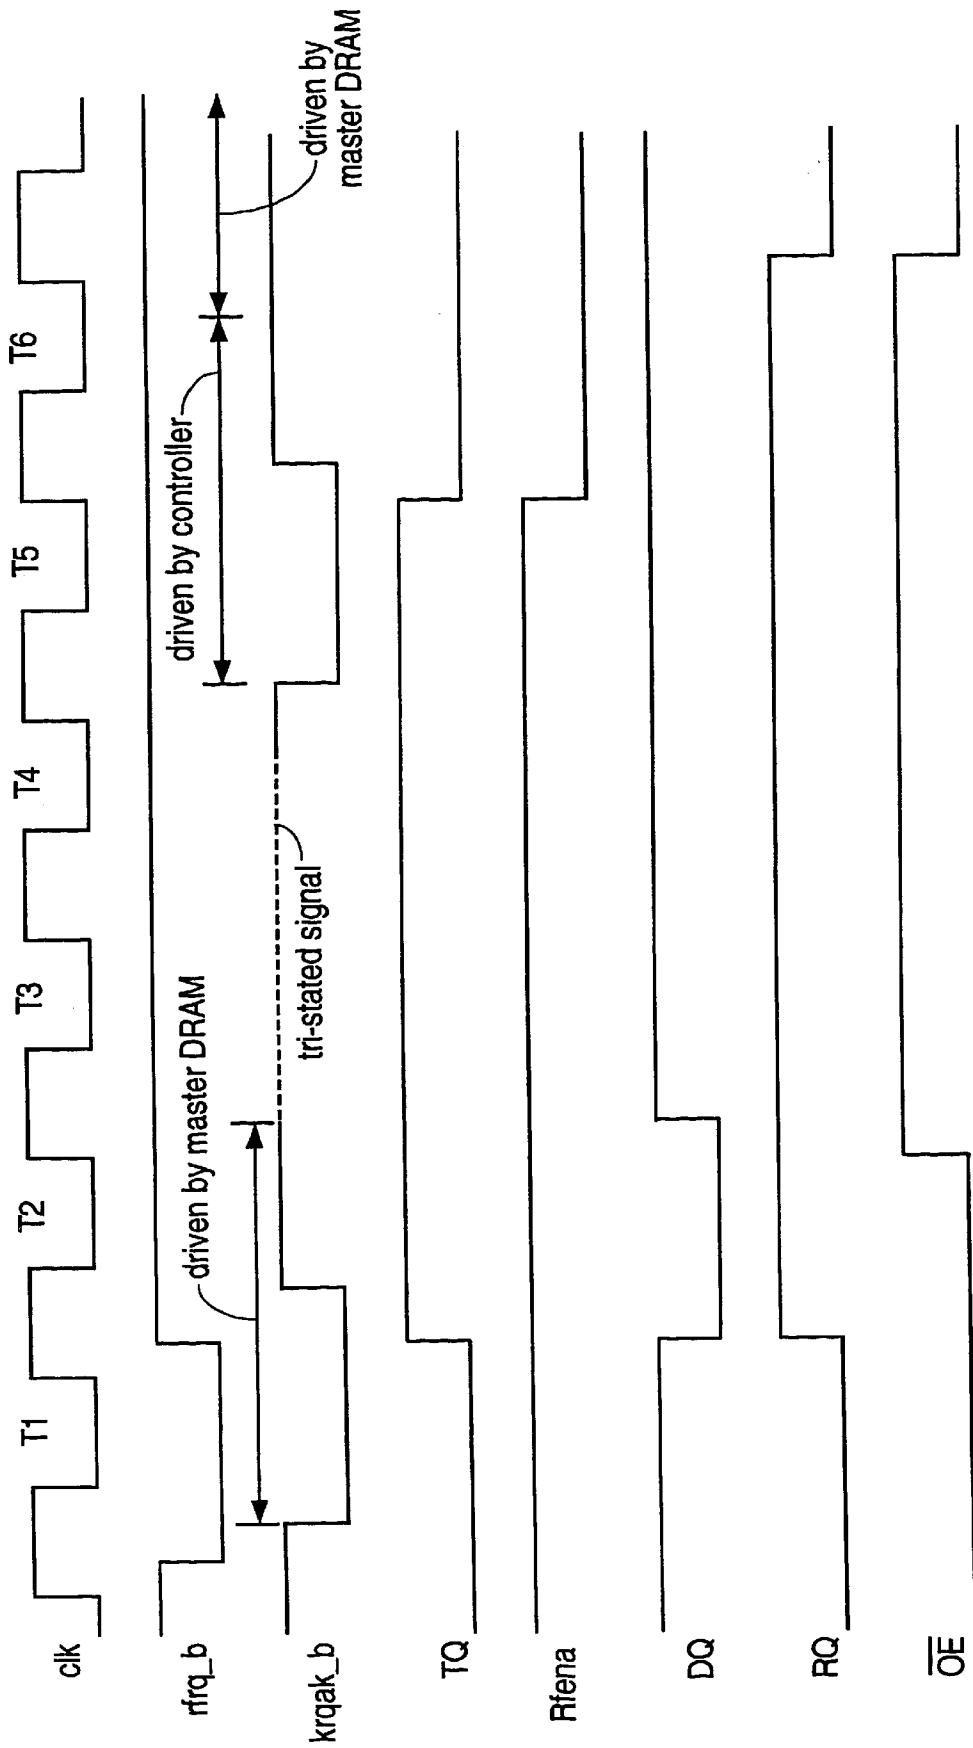 clk
T1
T2
T3
T4
T5
T6
rfrq_b
krqak_b
driven by master DRAM
tri-stated signal
driven by controller
driven by
master DRAM
TQ
Rfena
DQ
RQ
O̅E̅